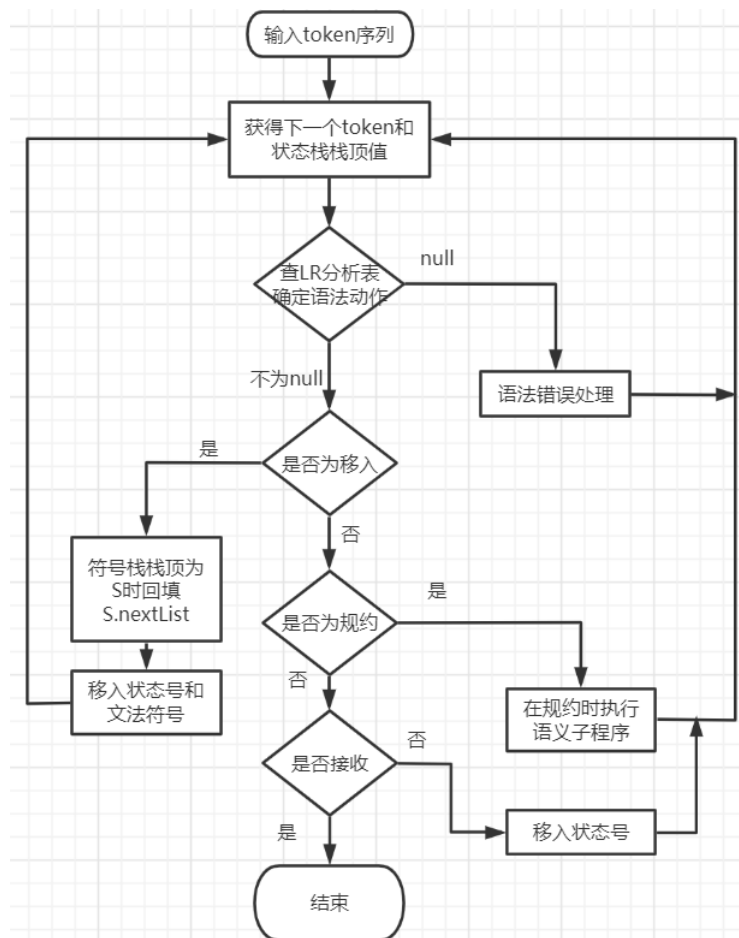 输入token序列
获得下一个token和
状态栈栈顶值
查LR分析表
确定语法动作
null
语法错误处理
不为null
是否为移入
是
符号栈栈顶为
S时回填
S.nextList
移入状态号和
文法符号
否
是否为规约
是
在规约时执行
语义子程序
否
是否接收
否
移入状态号
是
结束